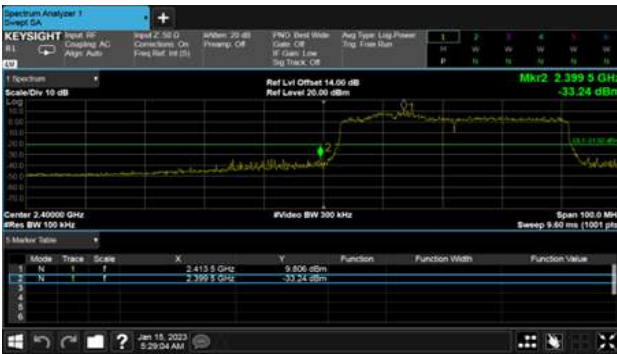 Spectrum Analyzer 1
Swept SA
KEYSIGHT Input: RF Input Z: 50 Ω #Atten: 20 dB PNO: Best Wide Avg Type: Log-Power 1 2 3 4 5 6
RL Coupling: AC Corrections: On Preamp: Off Gate: Off Trig: Free Run M W W W W W
Align: Auto Freq Ref: Int (S) IF Gain: Low
Sig Track: Off P N N N N N
1 Spectrum Ref Lvl Offset 14.00 dB Mkr2 2.399 5 GHz
Scale/Div 10 dB Ref Level 20.00 dBm -33.24 dBm
Log
Center 2.40000 GHz #Video BW 300 kHz Span 100.0 MH
#Res BW 100 kHz Sweep 9.60 ms (1001 pts
5 Marker Table
Mode Trace Scale X Y Function Function Width Function Value
1 N 1 f 2.413 5 GHz 9.806 dBm
2 N 1 f 2.399 5 GHz -33.24 dBm
3
4
5
6
? Jan 15, 2023
5:29:04 AM